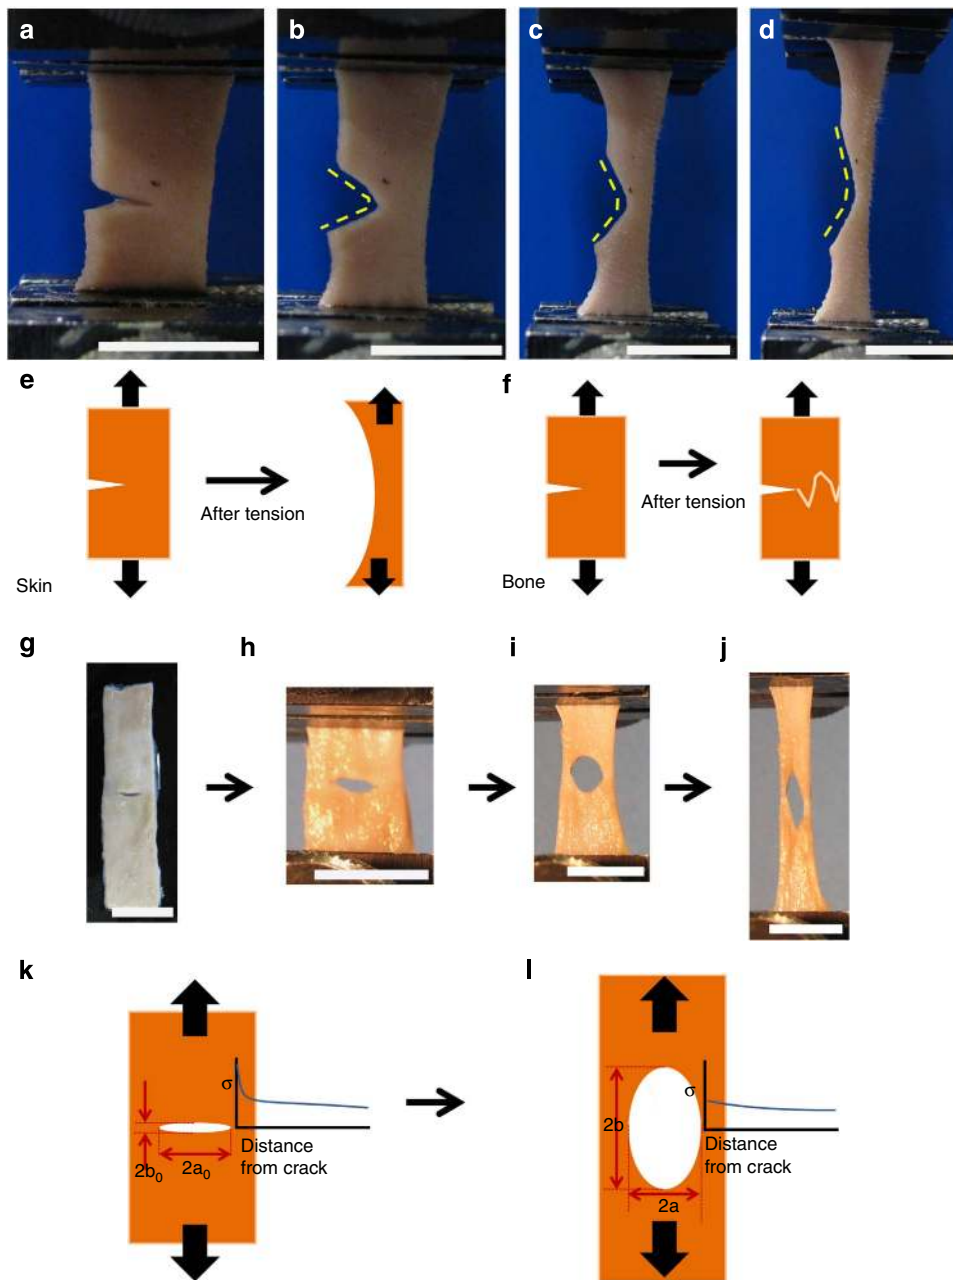 a
b
c
d
e
f
After tension
After tension
Skin
Bone
g
h
i
j
k
l
σ
σ
Distance
from crack
2b₀
2a₀
2b
Distance
from crack
2a